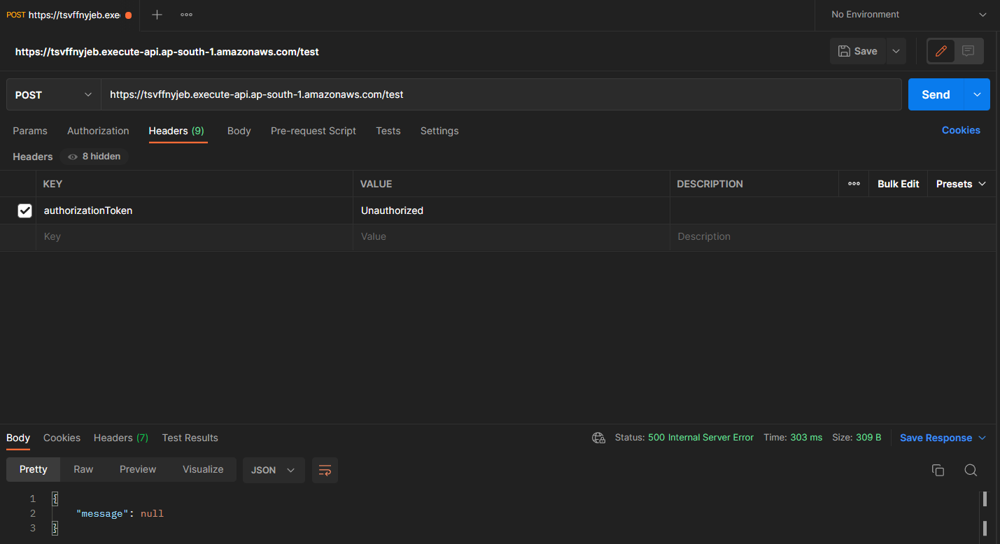 POST https://tsvffnyjeb.exe
No Environment
https://tsvffnyjeb.execute-api.ap-south-1.amazonaws.com/test
Save
POST https://tsvffnyjeb.execute-api.ap-south-1.amazonaws.com/test Send
Params Authorization Headers (9) Body Pre-request Script Tests Settings Cookies
Headers 8 hidden
KEY VALUE DESCRIPTION Bulk Edit Presets
authorizationToken Unauthorized
Key Value Description
Body Cookies Headers (7) Test Results Status: 500 Internal Server Error Time: 303 ms Size: 309 B Save Response
Pretty Raw Preview Visualize JSON
1 {
2 "message": null
3 }